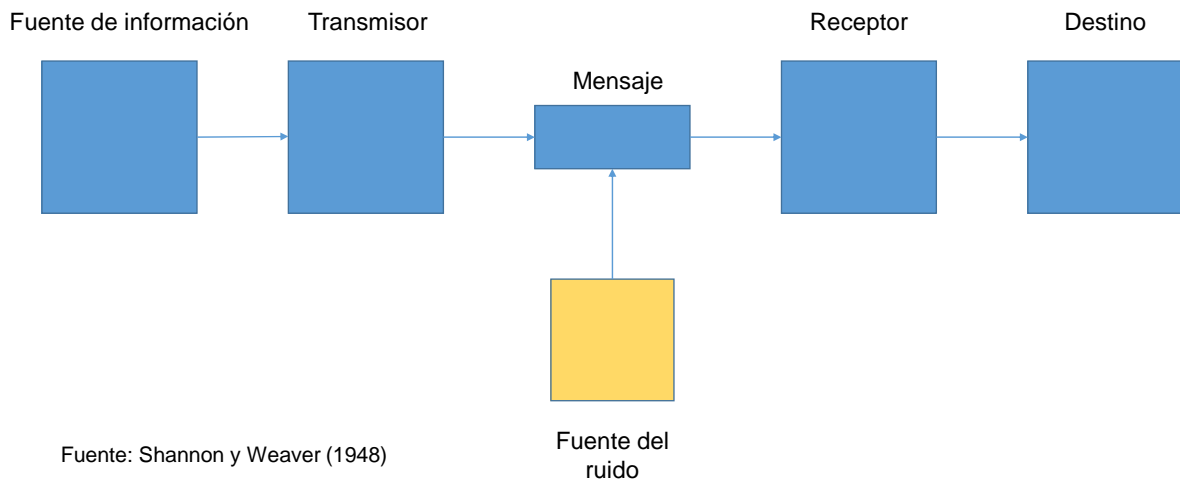 Fuente de información
Transmisor
Receptor
Destino
Mensaje
Fuente del
ruido
Fuente: Shannon y Weaver (1948)